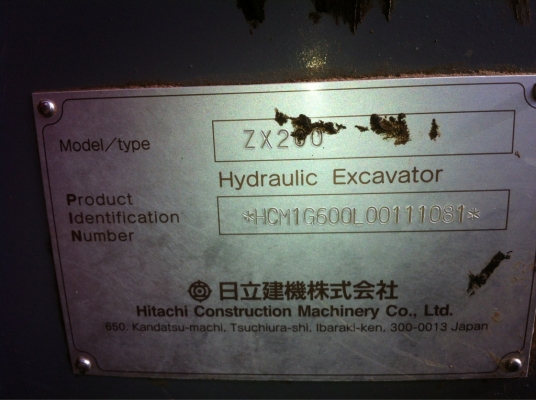 Model/type ZX200
Hydraulic Excavator
Product
Identification
Number
*HCM1G600L00111081*
日立建機株式会社
Hitachi Construction Machinery Co., Ltd.
650, Kandatsu-machi, Tsuchiura-shi, Ibaraki-ken, 300-0013 Japan